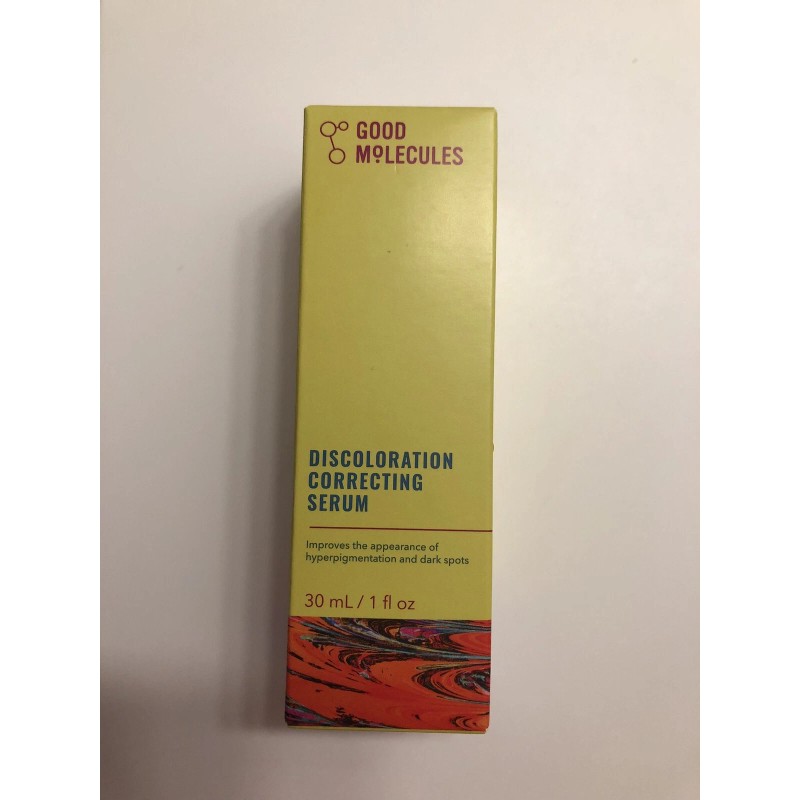 GOOD
MOLECULES
DISCOLORATION
CORRECTING
SERUM
Improves the appearance of
hyperpigmentation and dark spots
30 mL / 1 fl oz